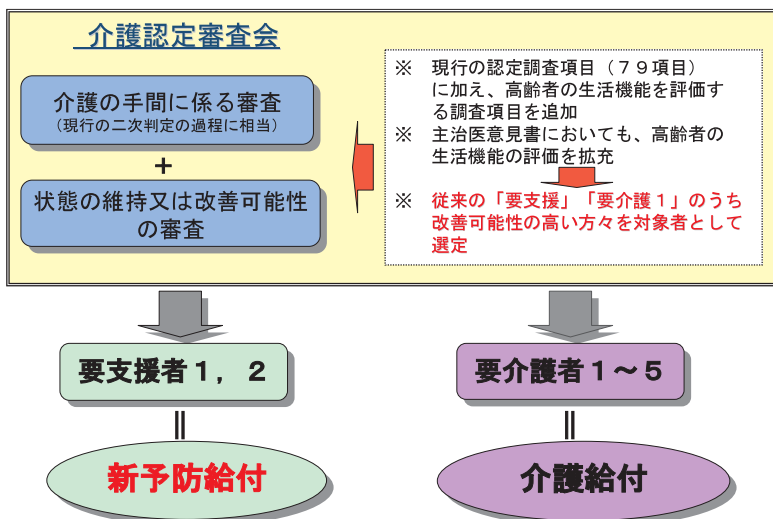 介護認定審査会
介護の手間に係る審査
(現行の二次判定の過程に相当)
+
状態の維持又は改善可能性
の審査
※ 現行の認定調査項目(79項目)
に加え、高齢者の生活機能を評価す
る調査項目を追加
※ 主治医意見書においても、高齢者の
生活機能の評価を拡充
※ 従来の「要支援」「要介護1」のうち
改善可能性の高い方々を対象者として
選定
要支援者1,2
=
新予防給付
要介護者1~5
=
介護給付